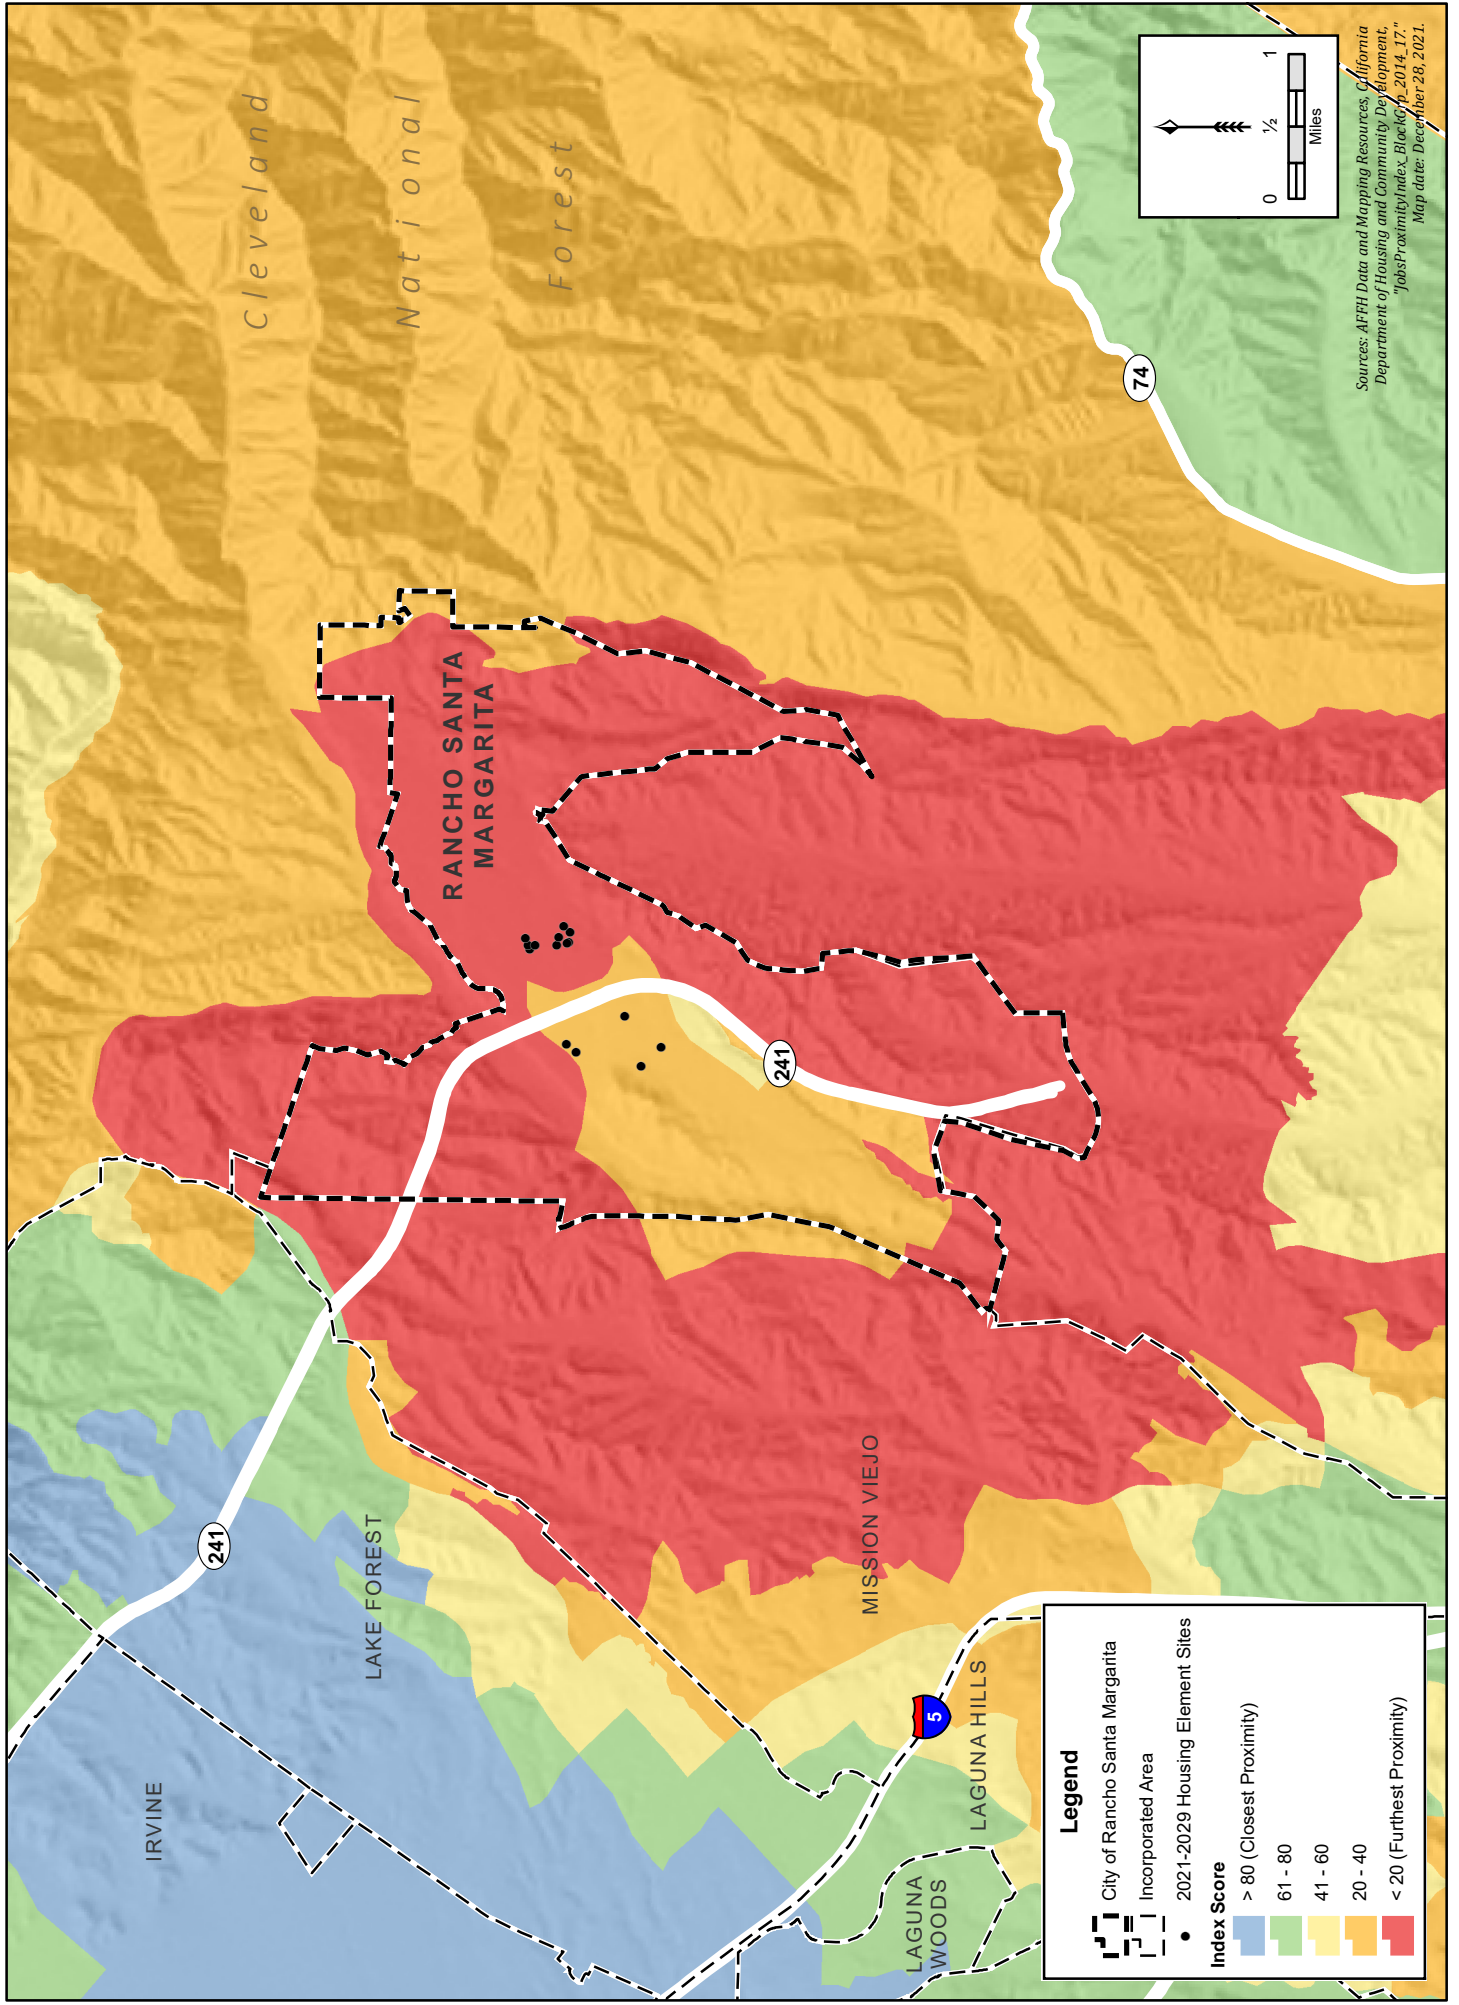 Cleveland
National
Forest
RANCHO SANTA
MARGARITA
IRVINE
LAKE FOREST
MISSION VIEJO
LAGUNA HILLS
LAGUNA
WOODS
241
241
74
5
0
½
1
Miles
Sources: AFFH Data and Mapping Resources, California
Department of Housing and Community Development,
"JobsProximityIndex_BlockGrp_2014_17."
Map date: December 28, 2021.
Legend
City of Rancho Santa Margarita
Incorporated Area
2021-2029 Housing Element Sites
Index Score
> 80 (Closest Proximity)
61 - 80
41 - 60
20 - 40
< 20 (Furthest Proximity)